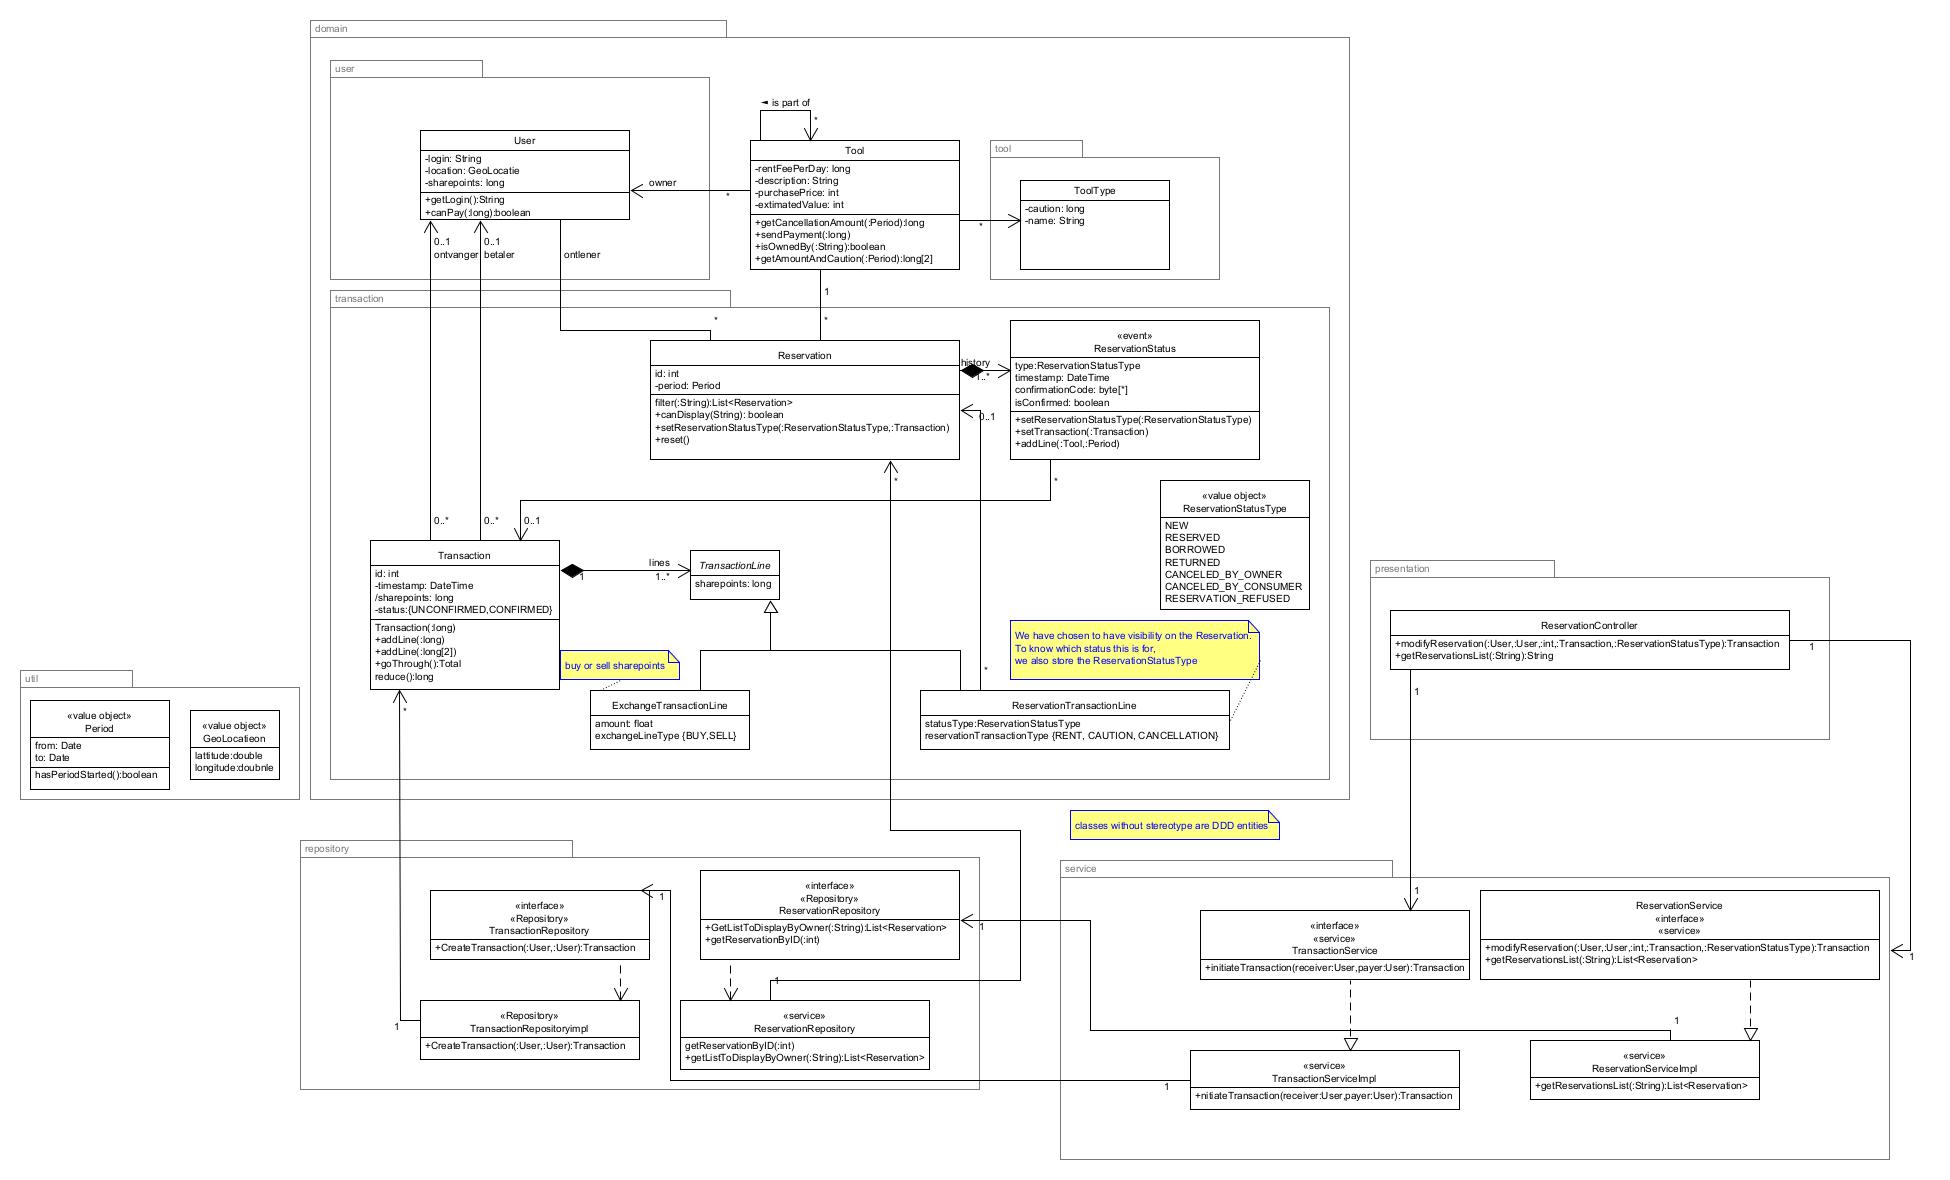 domain
user
User
-login: String
-location: GeoLocatie
-sharepoints: long
+getLogin():String
+canPay(:long):boolean
◄ is part of
*
Tool
-rentFeePerDay: long
-description: String
-purchasePrice: int
-extimatedValue: int
+getCancellationAmount(:Period):long
+sendPayment(:long)
+isOwnedBy(:String):boolean
+getAmountAndCaution(:Period):long[2]
owner
*
tool
ToolType
-caution: long
-name: String
*
0..1
ontvanger
0..1
betaler
ontlener
*
1
*
transaction
Reservation
id: int
-period: Period
filter(:String):List<Reservation>
+canDisplay(String): boolean
+setReservationStatusType(:ReservationStatusType,:Transaction)
+reset()
history
1..*
0..1
«event»
ReservationStatus
type:ReservationStatusType
timestamp: DateTime
confirmationCode: byte[*]
isConfirmed: boolean
+setReservationStatusType(:ReservationStatusType)
+setTransaction(:Transaction)
+addLine(:Tool,:Period)
*
*
«value object»
ReservationStatusType
NEW
RESERVED
BORROWED
RETURNED
CANCELED_BY_OWNER
CANCELED_BY_CONSUMER
RESERVATION_REFUSED
0..*
0..*
0..1
Transaction
id: int
-timestamp: DateTime
/sharepoints: long
-status:{UNCONFIRMED,CONFIRMED}
Transaction(:long)
+addLine(:long)
+addLine(:long[2])
+goThrough():Total
reduce():long
1
lines
1..*
TransactionLine
sharepoints: long
buy or sell sharepoints
We have chosen to have visibility on the Reservation.
To know which status this is for,
we also store the ReservationStatusType
*
ExchangeTransactionLine
amount: float
exchangeLineType {BUY,SELL}
ReservationTransactionLine
statusType:ReservationStatusType
reservationTransactionType {RENT, CAUTION, CANCELLATION}
presentation
ReservationController
+modifyReservation(:User,:User,:int,:Transaction,:ReservationStatusType):Transaction
+getReservationsList(:String):String
1
1
util
«value object»
Period
from: Date
to: Date
hasPeriodStarted():boolean
«value object»
GeoLocatieon
lattitude:double
longitude:doubnle
*
classes without stereotype are DDD entities
repository
«interface»
«Repository»
TransactionRepository
+CreateTransaction(:User,:User):Transaction
1
«interface»
«Repository»
ReservationRepository
+GetListToDisplayByOwner(:String):List<Reservation>
+getReservationByID(:int)
1
1
«Repository»
TransactionRepositoryimpl
+CreateTransaction(:User,:User):Transaction
1
«service»
ReservationRepository
getReservationByID(:int)
+getListToDisplayByOwner(:String):List<Reservation>
service
1
«interface»
«service»
TransactionService
+initiateTransaction(receiver:User,payer:User):Transaction
ReservationService
«interface»
«service»
+modifyReservation(:User,:User,:int,:Transaction,:ReservationStatusType):Transaction
+getReservationsList(:String):List<Reservation>
1
1
1
«service»
TransactionServiceImpl
+nitiateTransaction(receiver:User,payer:User):Transaction
«service»
ReservationServiceImpl
+getReservationsList(:String):List<Reservation>